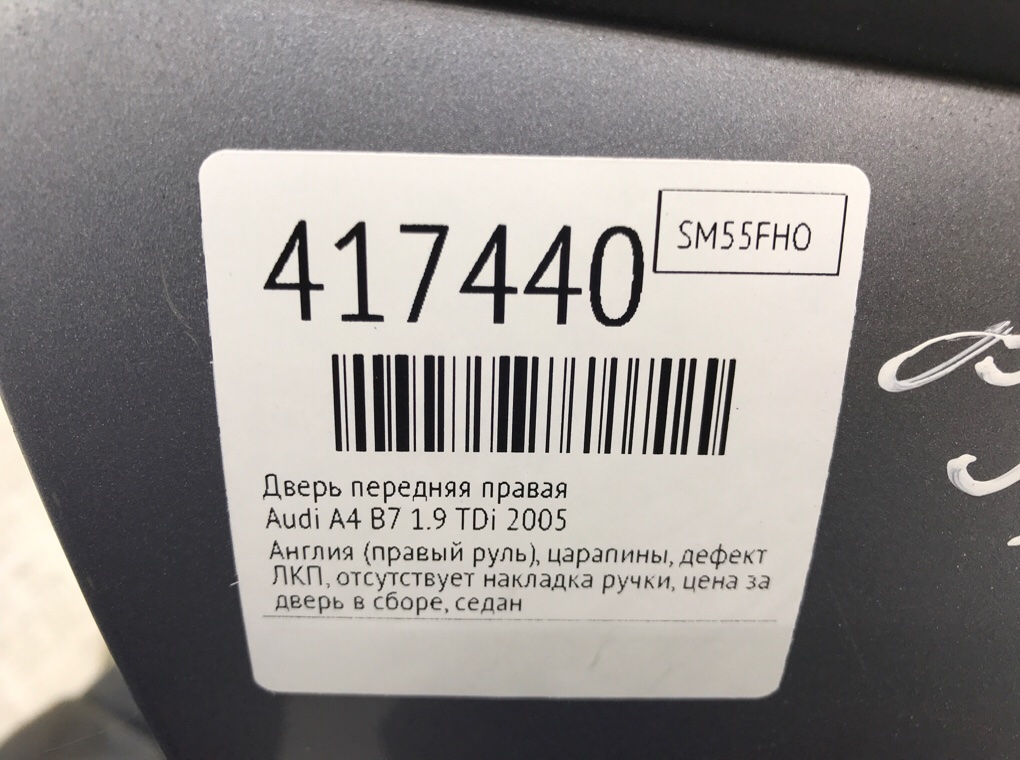 417440
SM55FHO
Дверь передняя правая
Audi A4 B7 1.9 TDi 2005
Англия (правый руль), царапины, дефект
ЛКП, отсутствует накладка ручки, цена за
дверь в сборе, седан